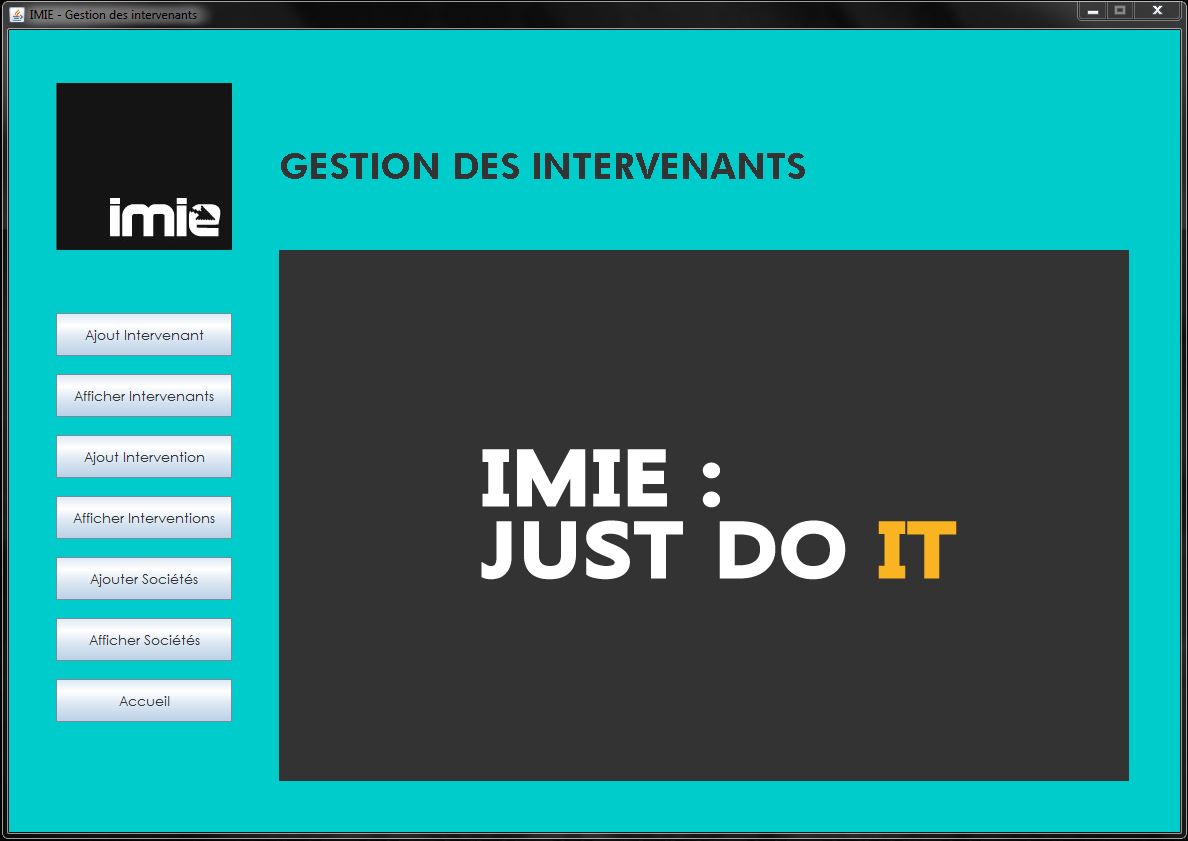 IMIE - Gestion des intervenants
imie
GESTION DES INTERVENANTS
Ajout Intervenant
Afficher Intervenants
Ajout Intervention
Afficher Interventions
Ajouter Sociétés
Afficher Sociétés
Accueil
IMIE :
JUST DO IT